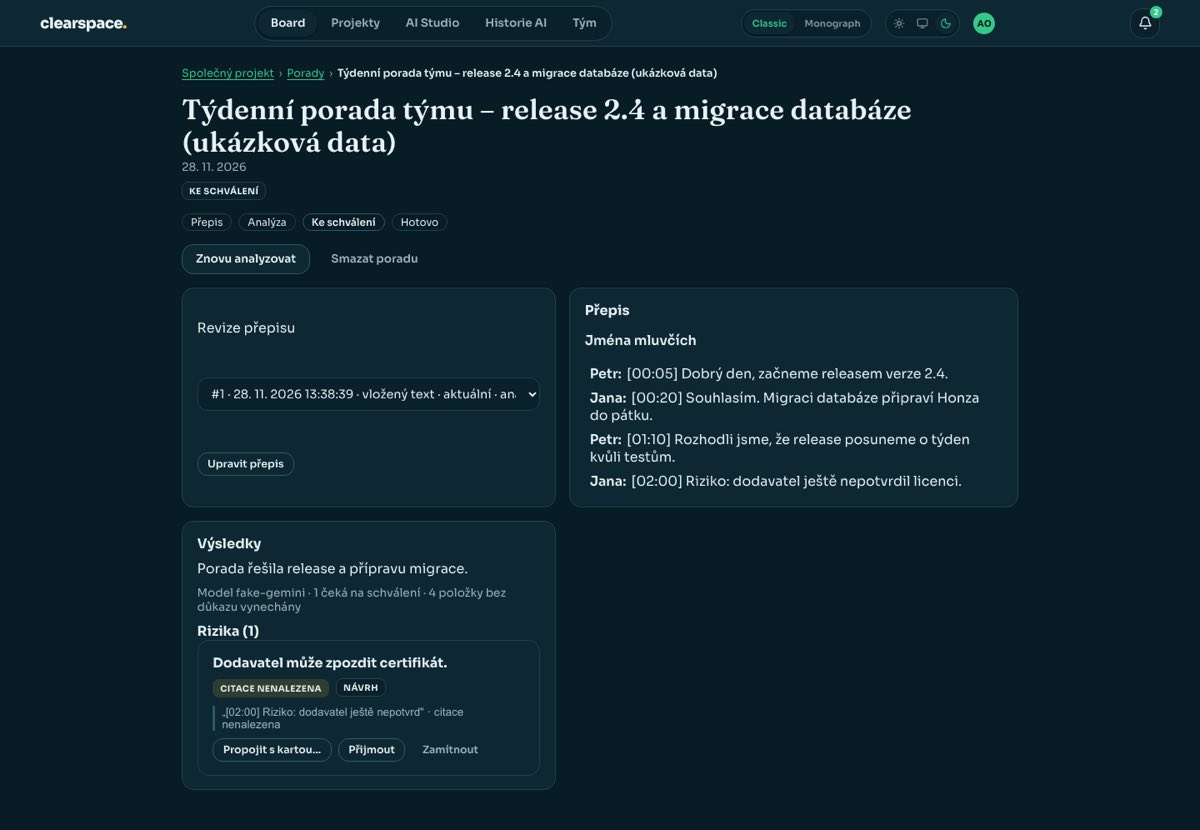 clearspace.
Board Projekty AI Studio Historie AI Tým
Classic Monograph
AO
2
Společný projekt › Porady › Týdenní porada týmu – release 2.4 a migrace databáze (ukázková data)
Týdenní porada týmu – release 2.4 a migrace databáze
(ukázková data)
28. 11. 2026
KE SCHVÁLENÍ
Přepis Analýza Ke schválení Hotovo
Znovu analyzovat Smazat poradu
Revize přepisu
#1 · 28. 11. 2026 13:38:39 · vložený text · aktuální · an
Upravit přepis
Přepis
Jména mluvčích
Petr: [00:05] Dobrý den, začneme releasem verze 2.4.
Jana: [00:20] Souhlasím. Migraci databáze připraví Honza
do pátku.
Petr: [01:10] Rozhodli jsme, že release posuneme o týden
kvůli testům.
Jana: [02:00] Riziko: dodavatel ještě nepotvrdil licenci.
Výsledky
Porada řešila release a přípravu migrace.
Model fake-gemini · 1 čeká na schválení · 4 položky bez
důkazu vynechány
Rizika (1)
Dodavatel může zpozdit certifikát.
CITACE NENALEZENA NÁVRH
„[02:00] Riziko: dodavatel ještě nepotvrd" · citace
nenalezena
Propojit s kartou… Přijmout Zamítnout